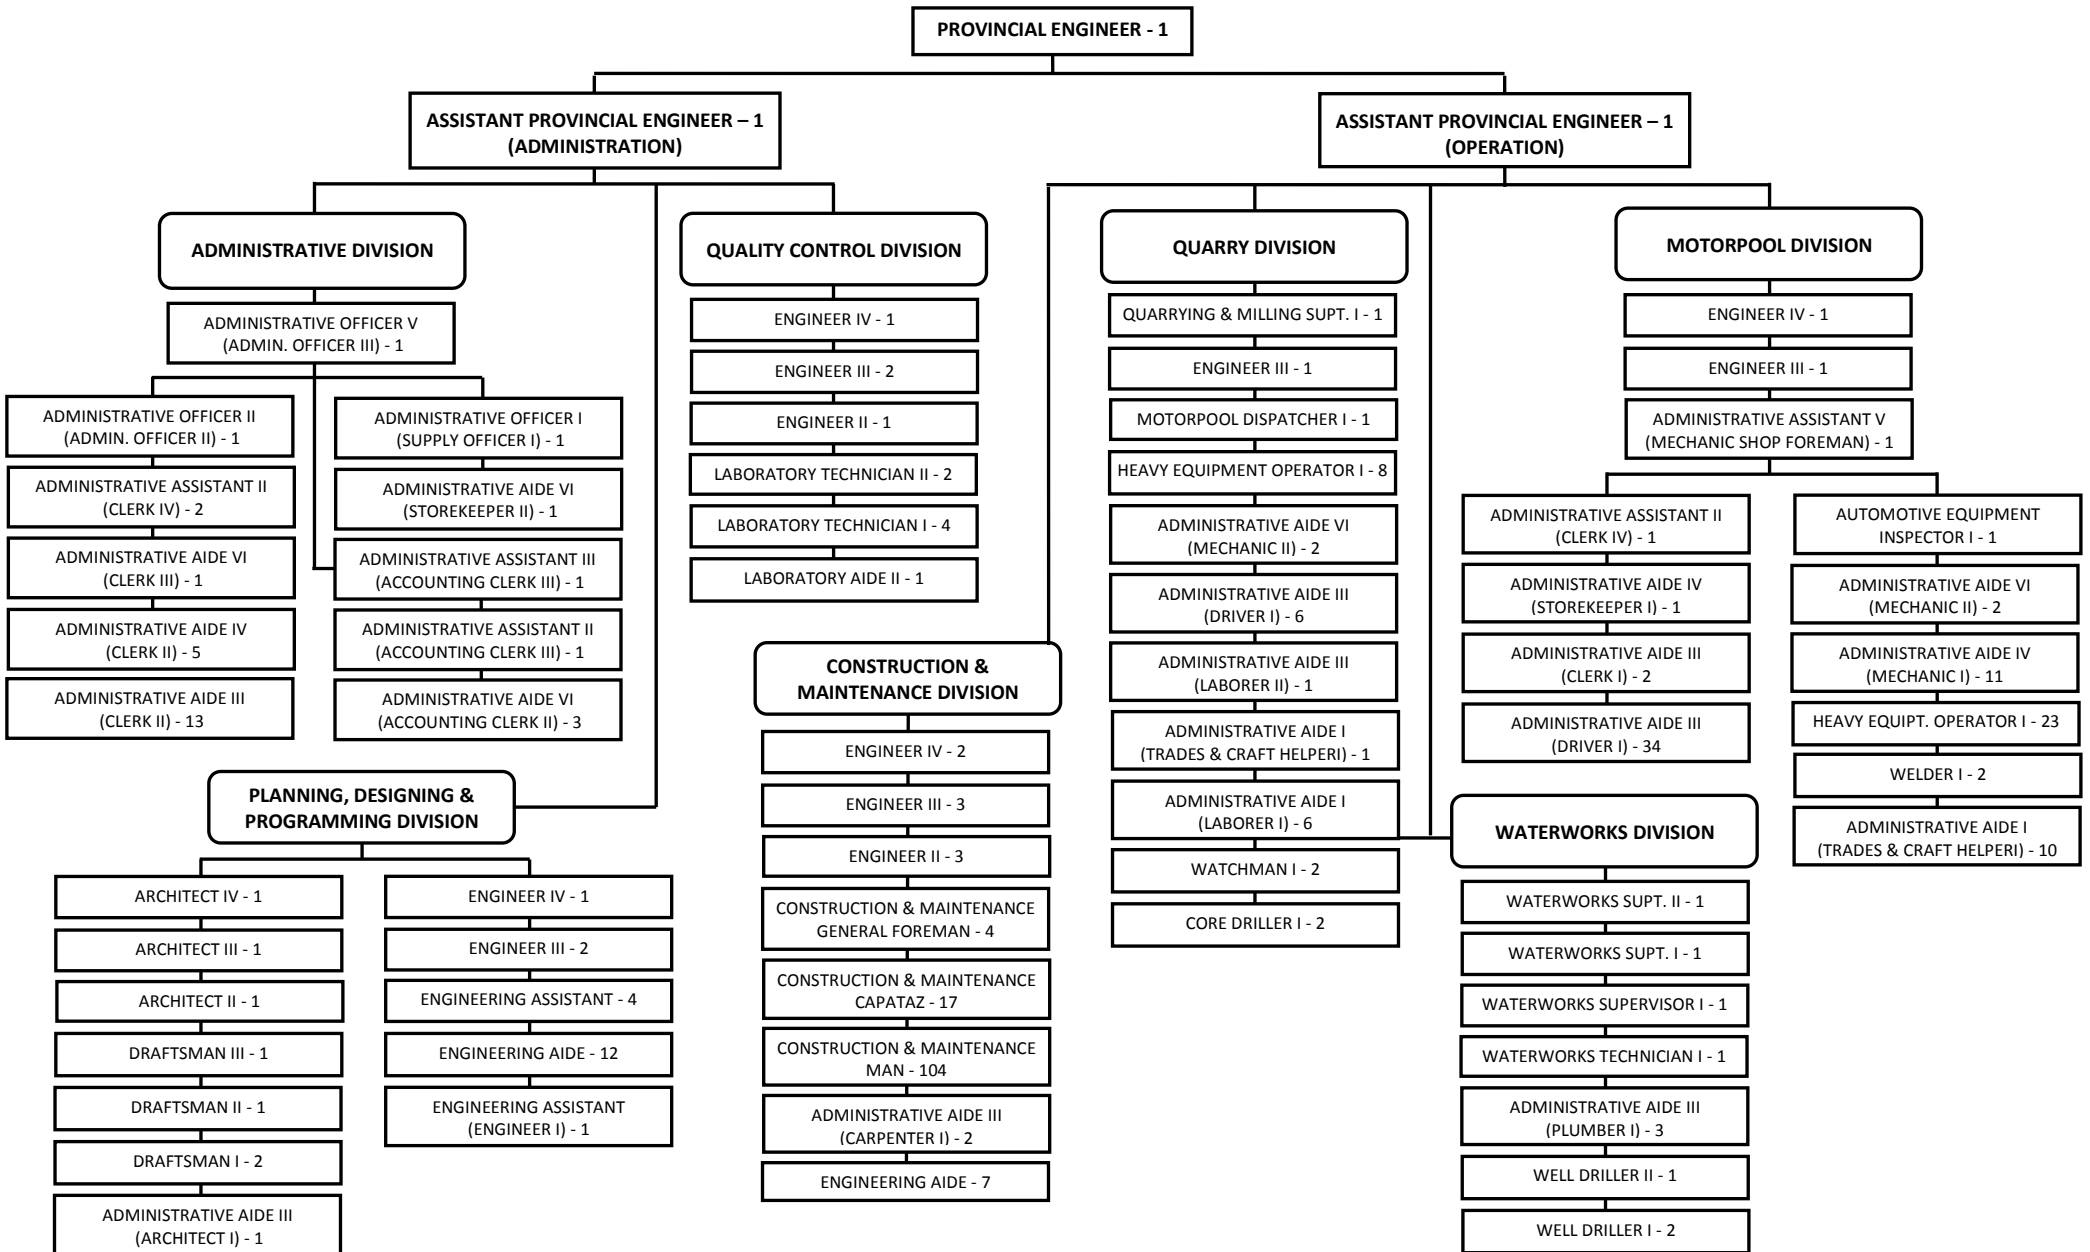 PROVINCIAL ENGINEER - 1
ASSISTANT PROVINCIAL ENGINEER – 1
(ADMINISTRATION)
ASSISTANT PROVINCIAL ENGINEER – 1
(OPERATION)
ADMINISTRATIVE DIVISION
ADMINISTRATIVE OFFICER V
(ADMIN. OFFICER III) - 1
ADMINISTRATIVE OFFICER II
(ADMIN. OFFICER II) - 1
ADMINISTRATIVE ASSISTANT II
(CLERK IV) - 2
ADMINISTRATIVE AIDE VI
(CLERK III) - 1
ADMINISTRATIVE AIDE IV
(CLERK II) - 5
ADMINISTRATIVE AIDE III
(CLERK II) - 13
ADMINISTRATIVE OFFICER I
(SUPPLY OFFICER I) - 1
ADMINISTRATIVE AIDE VI
(STOREKEEPER II) - 1
ADMINISTRATIVE ASSISTANT III
(ACCOUNTING CLERK III) - 1
ADMINISTRATIVE ASSISTANT II
(ACCOUNTING CLERK III) - 1
ADMINISTRATIVE AIDE VI
(ACCOUNTING CLERK II) - 3
PLANNING, DESIGNING &
PROGRAMMING DIVISION
ARCHITECT IV - 1
ARCHITECT III - 1
ARCHITECT II - 1
DRAFTSMAN III - 1
DRAFTSMAN II - 1
DRAFTSMAN I - 2
ADMINISTRATIVE AIDE III
(ARCHITECT I) - 1
ENGINEER IV - 1
ENGINEER III - 2
ENGINEERING ASSISTANT - 4
ENGINEERING AIDE - 12
ENGINEERING ASSISTANT
(ENGINEER I) - 1
QUALITY CONTROL DIVISION
ENGINEER IV - 1
ENGINEER III - 2
ENGINEER II - 1
LABORATORY TECHNICIAN II - 2
LABORATORY TECHNICIAN I - 4
LABORATORY AIDE II - 1
CONSTRUCTION &
MAINTENANCE DIVISION
ENGINEER IV - 2
ENGINEER III - 3
ENGINEER II - 3
CONSTRUCTION & MAINTENANCE
GENERAL FOREMAN - 4
CONSTRUCTION & MAINTENANCE
CAPATAZ - 17
CONSTRUCTION & MAINTENANCE
MAN - 104
ADMINISTRATIVE AIDE III
(CARPENTER I) - 2
ENGINEERING AIDE - 7
QUARRY DIVISION
QUARRYING & MILLING SUPT. I - 1
ENGINEER III - 1
MOTORPOOL DISPATCHER I - 1
HEAVY EQUIPMENT OPERATOR I - 8
ADMINISTRATIVE AIDE VI
(MECHANIC II) - 2
ADMINISTRATIVE AIDE III
(DRIVER I) - 6
ADMINISTRATIVE AIDE III
(LABORER II) - 1
ADMINISTRATIVE AIDE I
(TRADES & CRAFT HELPERI) - 1
ADMINISTRATIVE AIDE I
(LABORER I) - 6
WATCHMAN I - 2
CORE DRILLER I - 2
MOTORPOOL DIVISION
ENGINEER IV - 1
ENGINEER III - 1
ADMINISTRATIVE ASSISTANT V
(MECHANIC SHOP FOREMAN) - 1
ADMINISTRATIVE ASSISTANT II
(CLERK IV) - 1
ADMINISTRATIVE AIDE IV
(STOREKEEPER I) - 1
ADMINISTRATIVE AIDE III
(CLERK I) - 2
ADMINISTRATIVE AIDE III
(DRIVER I) - 34
AUTOMOTIVE EQUIPMENT
INSPECTOR I - 1
ADMINISTRATIVE AIDE VI
(MECHANIC II) - 2
ADMINISTRATIVE AIDE IV
(MECHANIC I) - 11
HEAVY EQUIPT. OPERATOR I - 23
WELDER I - 2
ADMINISTRATIVE AIDE I
(TRADES & CRAFT HELPERI) - 10
WATERWORKS DIVISION
WATERWORKS SUPT. II - 1
WATERWORKS SUPT. I - 1
WATERWORKS SUPERVISOR I - 1
WATERWORKS TECHNICIAN I - 1
ADMINISTRATIVE AIDE III
(PLUMBER I) - 3
WELL DRILLER II - 1
WELL DRILLER I - 2